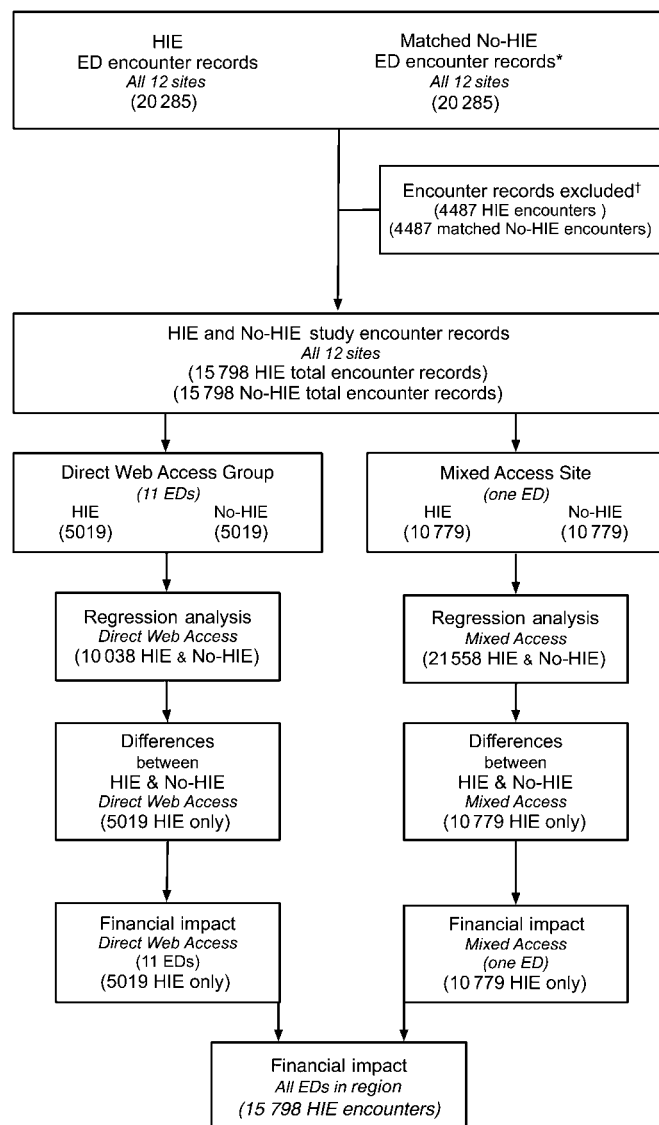 HIE
ED encounter records
All 12 sites
(20 285)
Matched No-HIE
ED encounter records*
All 12 sites
(20 285)
Encounter records excluded†
(4487 HIE encounters )
(4487 matched No-HIE encounters)
HIE and No-HIE study encounter records
All 12 sites
(15 798 HIE total encounter records)
(15 798 No-HIE total encounter records)
Direct Web Access Group
(11 EDs)
HIE No-HIE
(5019) (5019)
Mixed Access Site
(one ED)
HIE No-HIE
(10 779) (10 779)
Regression analysis
Direct Web Access
(10 038 HIE & No-HIE)
Regression analysis
Mixed Access
(21 558 HIE & No-HIE)
Differences
between
HIE & No-HIE
Direct Web Access
(5019 HIE only)
Differences
between
HIE & No-HIE
Mixed Access
(10 779 HIE only)
Financial impact
Direct Web Access
(11 EDs)
(5019 HIE only)
Financial impact
Mixed Access
(one ED)
(10 779 HIE only)
Financial impact
All EDs in region
(15 798 HIE encounters)